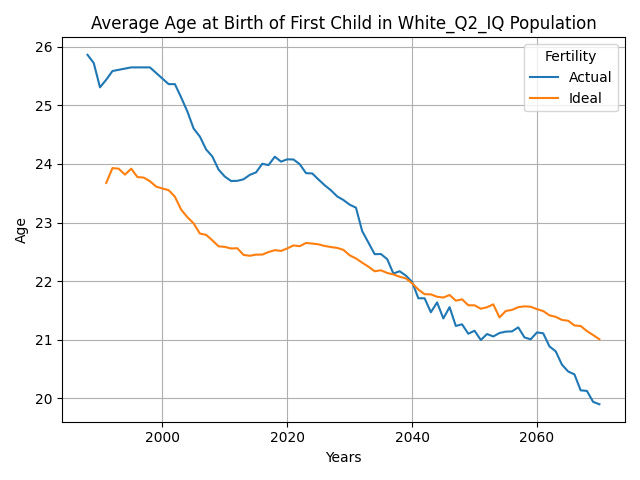 Average Age at Birth of First Child in White_Q2_IQ Population
Fertility
Actual
Ideal
Age
26
25
24
23
22
21
20
2000
2020
2040
2060
Years